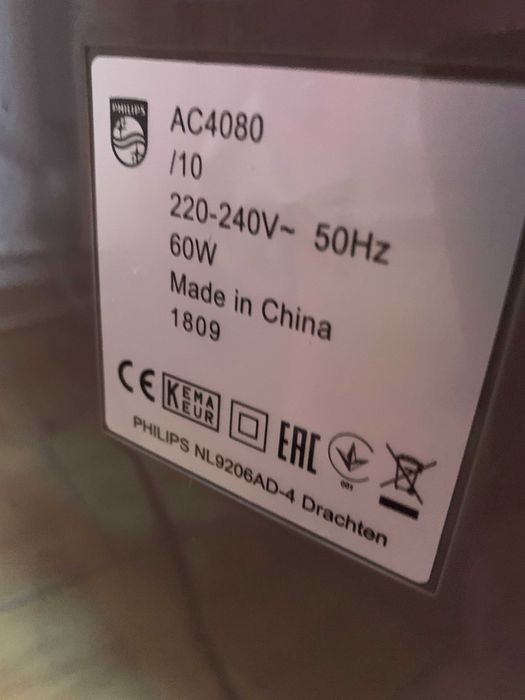 PHILIPS
AC4080
/10
220-240V~ 50Hz
60W
Made in China
1809
CE KEMA KEUR EAC
001
PHILIPS NL9206AD-4 Drachten